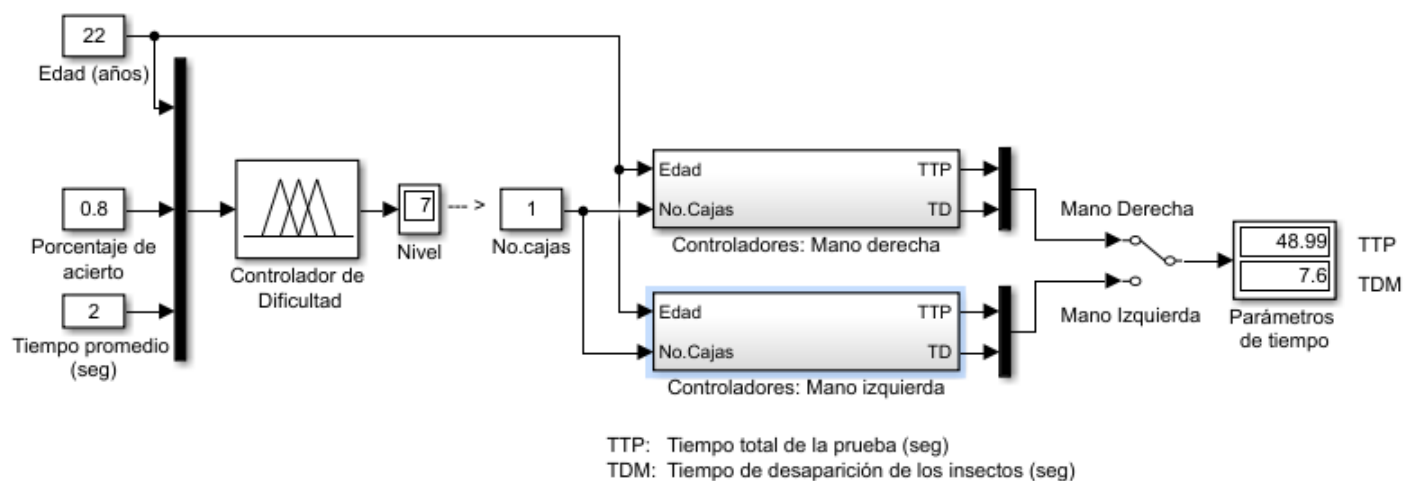 22
Edad (años)
0.8
Porcentaje de
acierto
2
Tiempo promedio
(seg)
Controlador de
Dificultad
7
Nivel
--- >
1
No.cajas
Edad
TTP
No.Cajas
TD
Controladores: Mano derecha
Edad
TTP
No.Cajas
TD
Controladores: Mano izquierda
Mano Derecha
Mano Izquierda
48.99
TTP
7.6
TDM
Parámetros
de tiempo
TTP: Tiempo total de la prueba (seg)
TDM: Tiempo de desaparición de los insectos (seg)